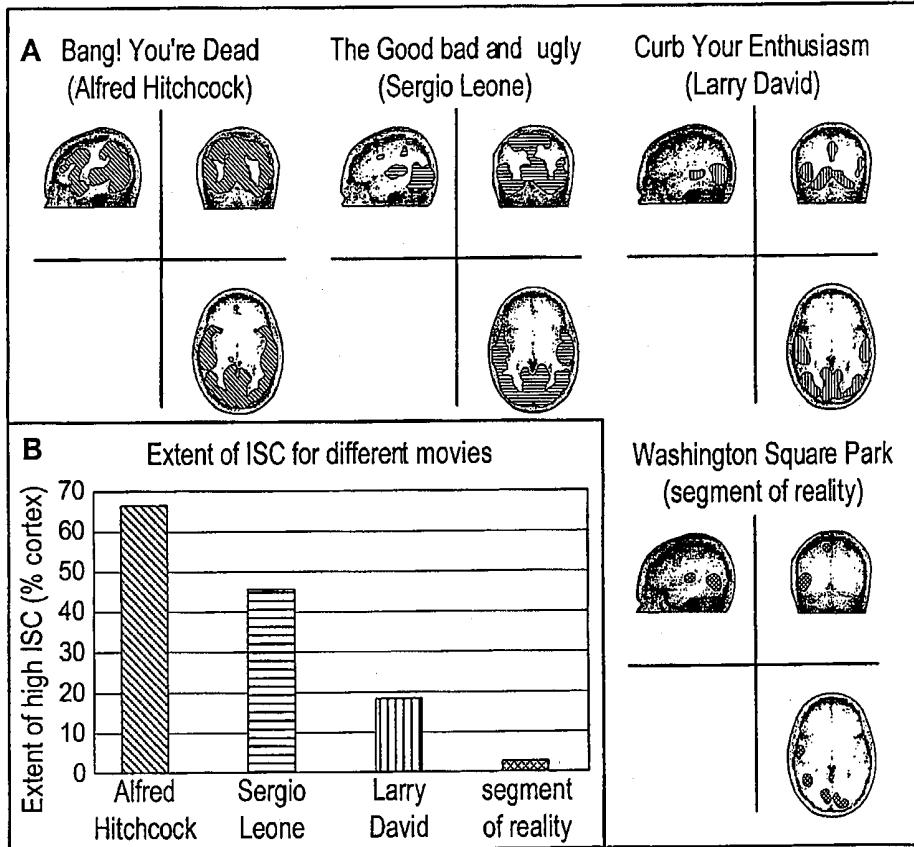 A
Bang! You're Dead
(Alfred Hitchcock)
The Good bad and ugly
(Sergio Leone)
Curb Your Enthusiasm
(Larry David)
B
Extent of ISC for different movies
Extent of high ISC (% cortex)
70
60
50
40
30
20
10
0
Alfred
Hitchcock
Sergio
Leone
Larry
David
segment
of reality
Washington Square Park
(segment of reality)